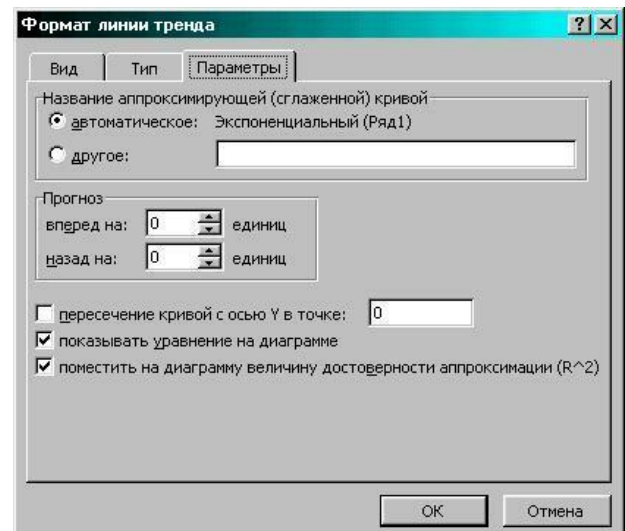 Формат линии тренда
Вид Тип Параметры
Название аппроксимирующей (сглаженной) кривой
автоматическое: Экспоненциальный (Ряд1)
другое:
Прогноз
вперед на: 0 единиц
назад на: 0 единиц
пересечение кривой с осью Y в точке: 0
показывать уравнение на диаграмме
поместить на диаграмму величину достоверности аппроксимации (R^2)
ОК Отмена